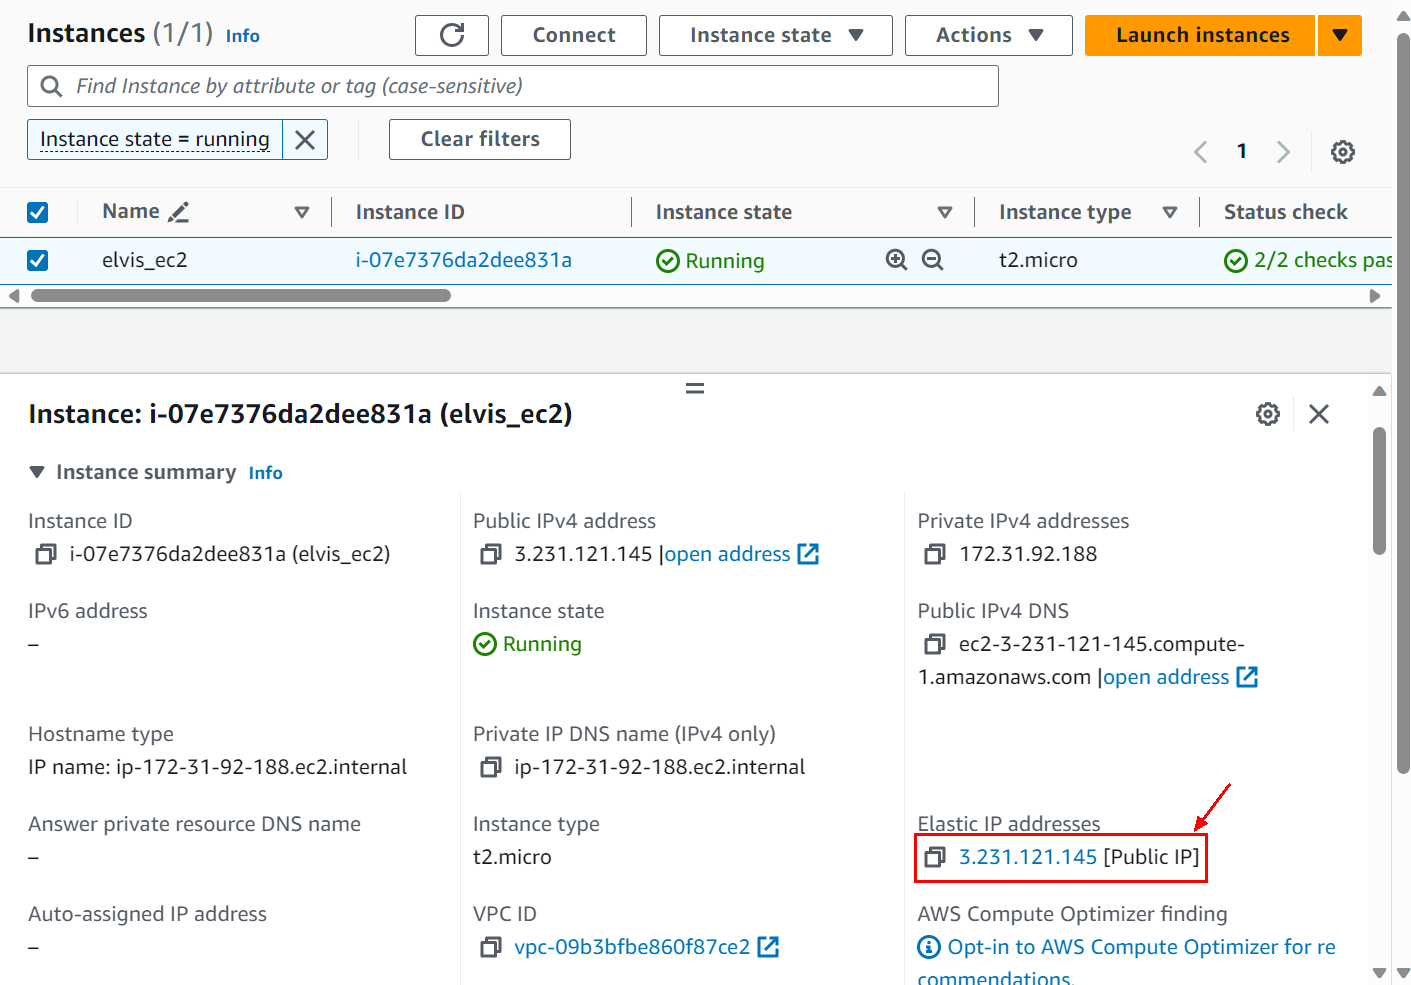 Instances (1/1) Info
Connect
Instance state
Actions
Launch instances
Find Instance by attribute or tag (case-sensitive)
Instance state = running
Clear filters
1
Name
Instance ID
Instance state
Instance type
Status check
elvis_ec2
i-07e7376da2dee831a
Running
t2.micro
2/2 checks pas
Instance: i-07e7376da2dee831a (elvis_ec2)
Instance summary Info
Instance ID
i-07e7376da2dee831a (elvis_ec2)
Public IPv4 address
3.231.121.145 |open address
Private IPv4 addresses
172.31.92.188
IPv6 address
–
Instance state
Running
Public IPv4 DNS
ec2-3-231-121-145.compute-
1.amazonaws.com |open address
Hostname type
IP name: ip-172-31-92-188.ec2.internal
Private IP DNS name (IPv4 only)
ip-172-31-92-188.ec2.internal
Answer private resource DNS name
–
Instance type
t2.micro
Elastic IP addresses
3.231.121.145 [Public IP]
Auto-assigned IP address
–
VPC ID
vpc-09b3bfbe860f87ce2
AWS Compute Optimizer finding
Opt-in to AWS Compute Optimizer for re
commendations.